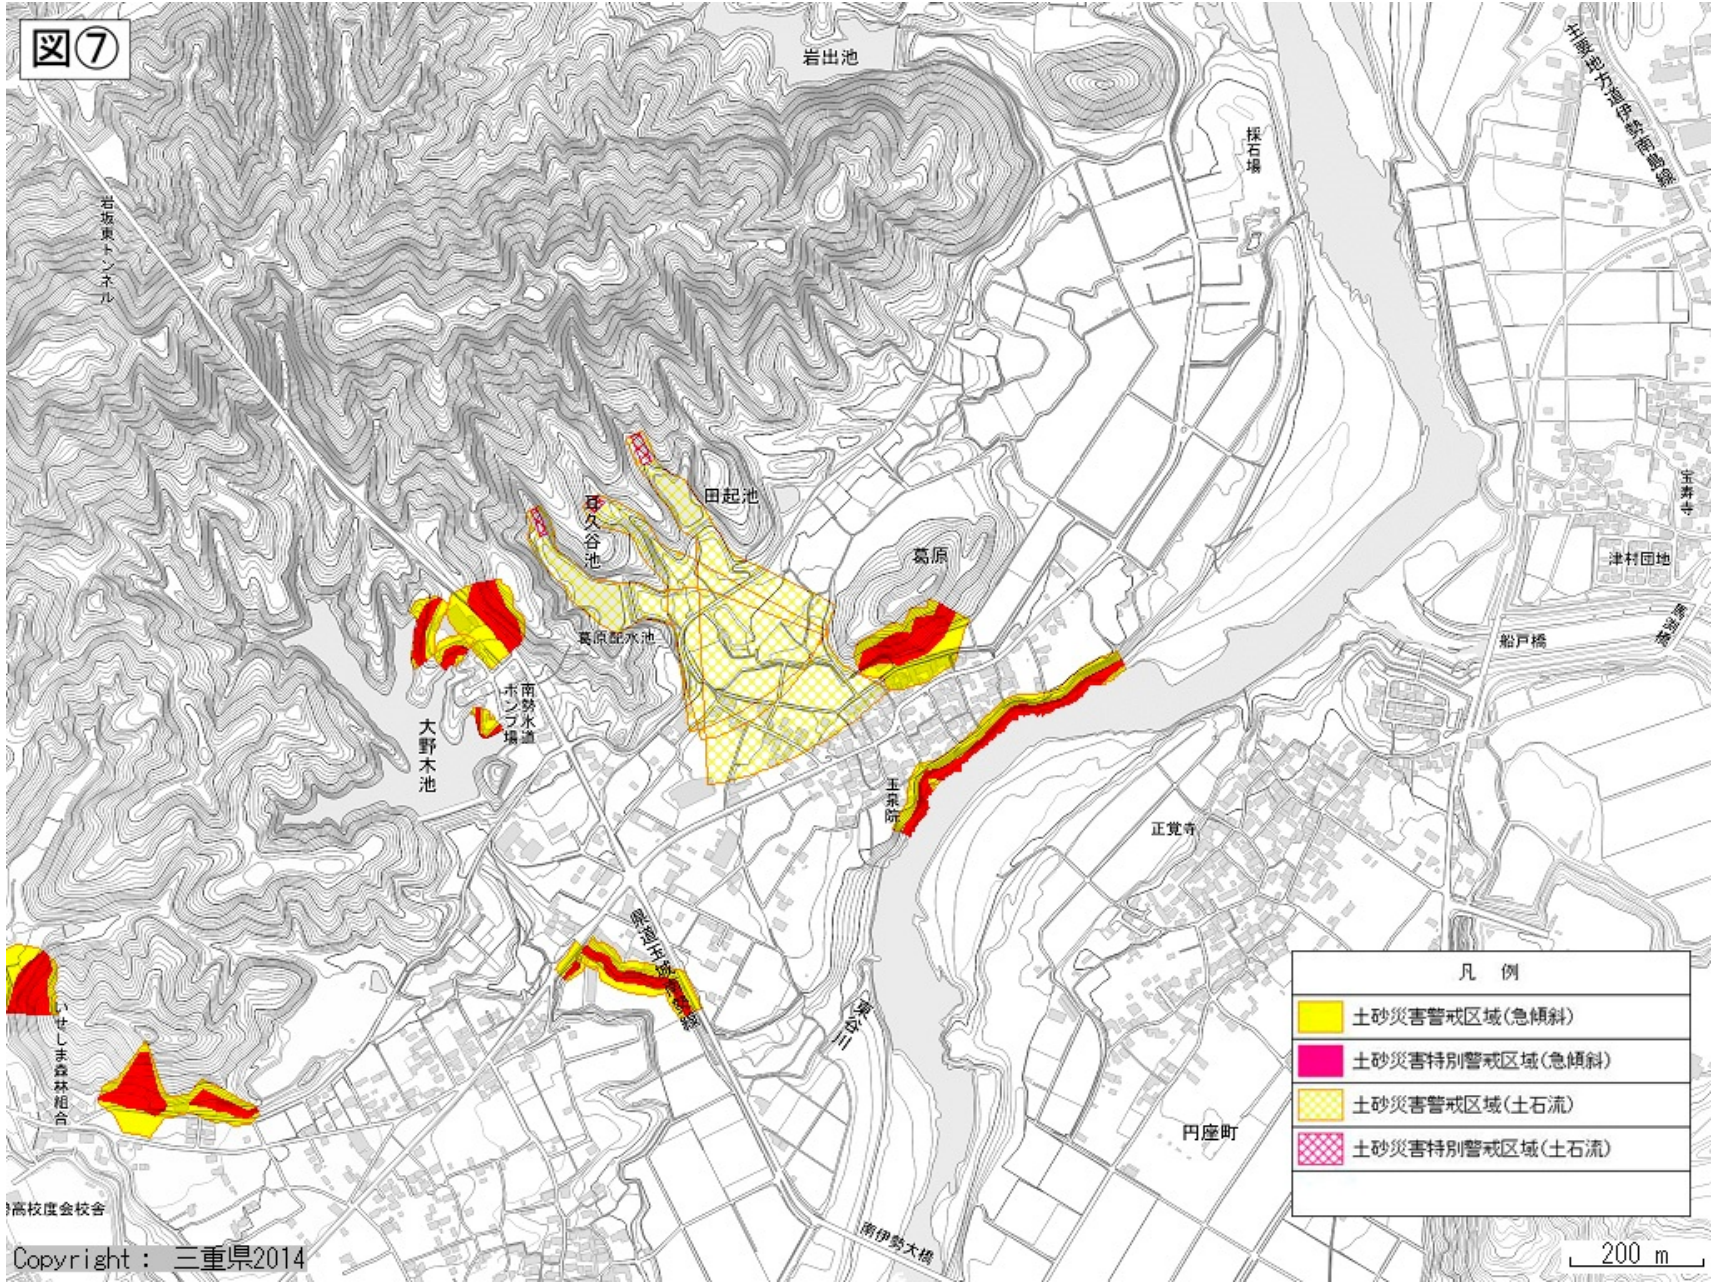 図⑦
岩出池
主要地方道伊勢南島線
採石場
岩坂東トンネル
田起池
耳久谷池
宝寿寺
葛原
津村団地
馬渕橋
葛原配水池
船戸橋
南勢水道
ポンプ場
大野木池
玉泉院
正覚寺
県道玉城南勢線
東谷川
いせしま森林組合
円座町
高校度会校舎
南伊勢大橋
凡 例
土砂災害警戒区域(急傾斜)
土砂災害特別警戒区域(急傾斜)
土砂災害警戒区域(土石流)
土砂災害特別警戒区域(土石流)
Copyright : 三重県2014
200 m